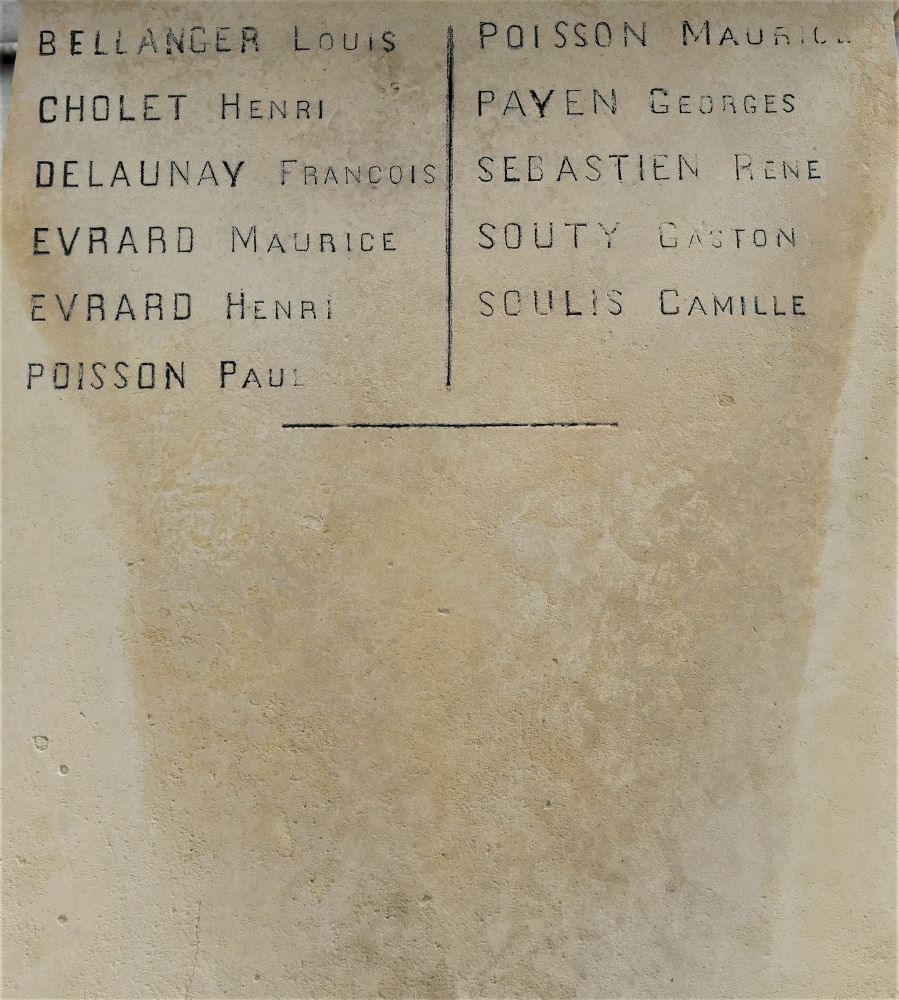 BELLANGER LOUIS
CHOLET HENRI
DELAUNAY FRANCOIS
EVRARD MAURICE
EVRARD HENRI
POISSON PAUL
POISSON MAURICE
PAYEN GEORGES
SEBASTIEN RENE
SOUTY GASTON
SOULIS CAMILLE